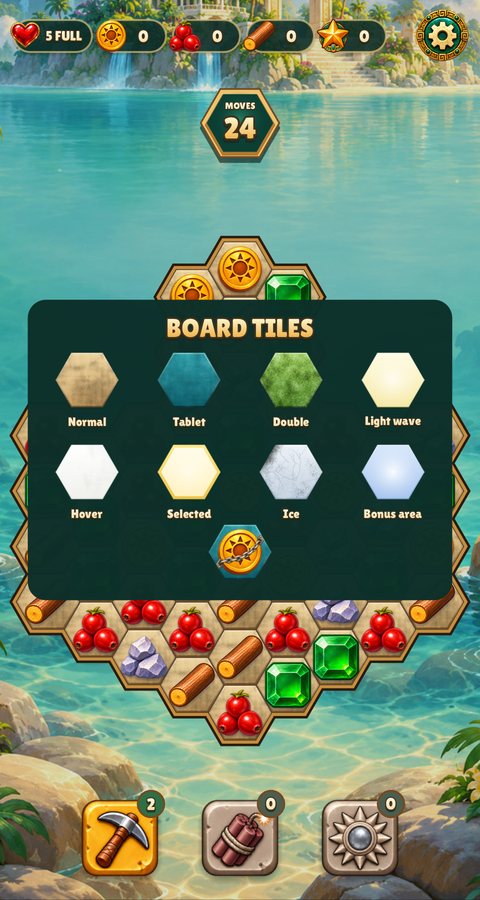 5 FULL
0
0
0
0
MOVES
24
BOARD TILES
Normal
Tablet
Double
Light wave
Hover
Selected
Ice
Bonus area
2
0
0